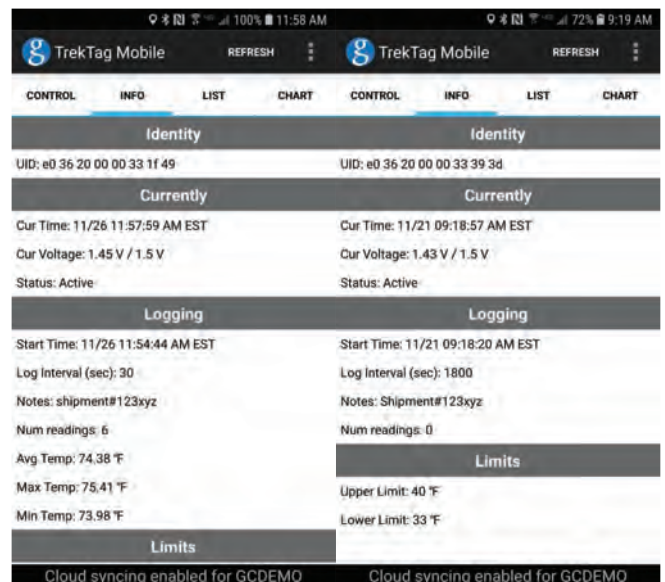 100% 11:58 AM
g TrekTag Mobile REFRESH
CONTROL INFO LIST CHART
Identity
UID: e0 36 20 00 00 33 1f 49
Currently
Cur Time: 11/26 11:57:59 AM EST
Cur Voltage: 1.45 V / 1.5 V
Status: Active
Logging
Start Time: 11/26 11:54:44 AM EST
Log Interval (sec): 30
Notes: shipment#123xyz
Num readings: 6
Avg Temp: 74.38 °F
Max Temp: 75.41 °F
Min Temp: 73.98 °F
Limits
Cloud syncing enabled for GCDEMO
72% 9:19 AM
g TrekTag Mobile REFRESH
CONTROL INFO LIST CHART
Identity
UID: e0 36 20 00 00 33 39 3d
Currently
Cur Time: 11/21 09:18:57 AM EST
Cur Voltage: 1.43 V / 1.5 V
Status: Active
Logging
Start Time: 11/21 09:18:20 AM EST
Log Interval (sec): 1800
Notes: Shipment#123xyz
Num readings: 0
Limits
Upper Limit: 40 °F
Lower Limit: 33 °F
Cloud syncing enabled for GCDEMO